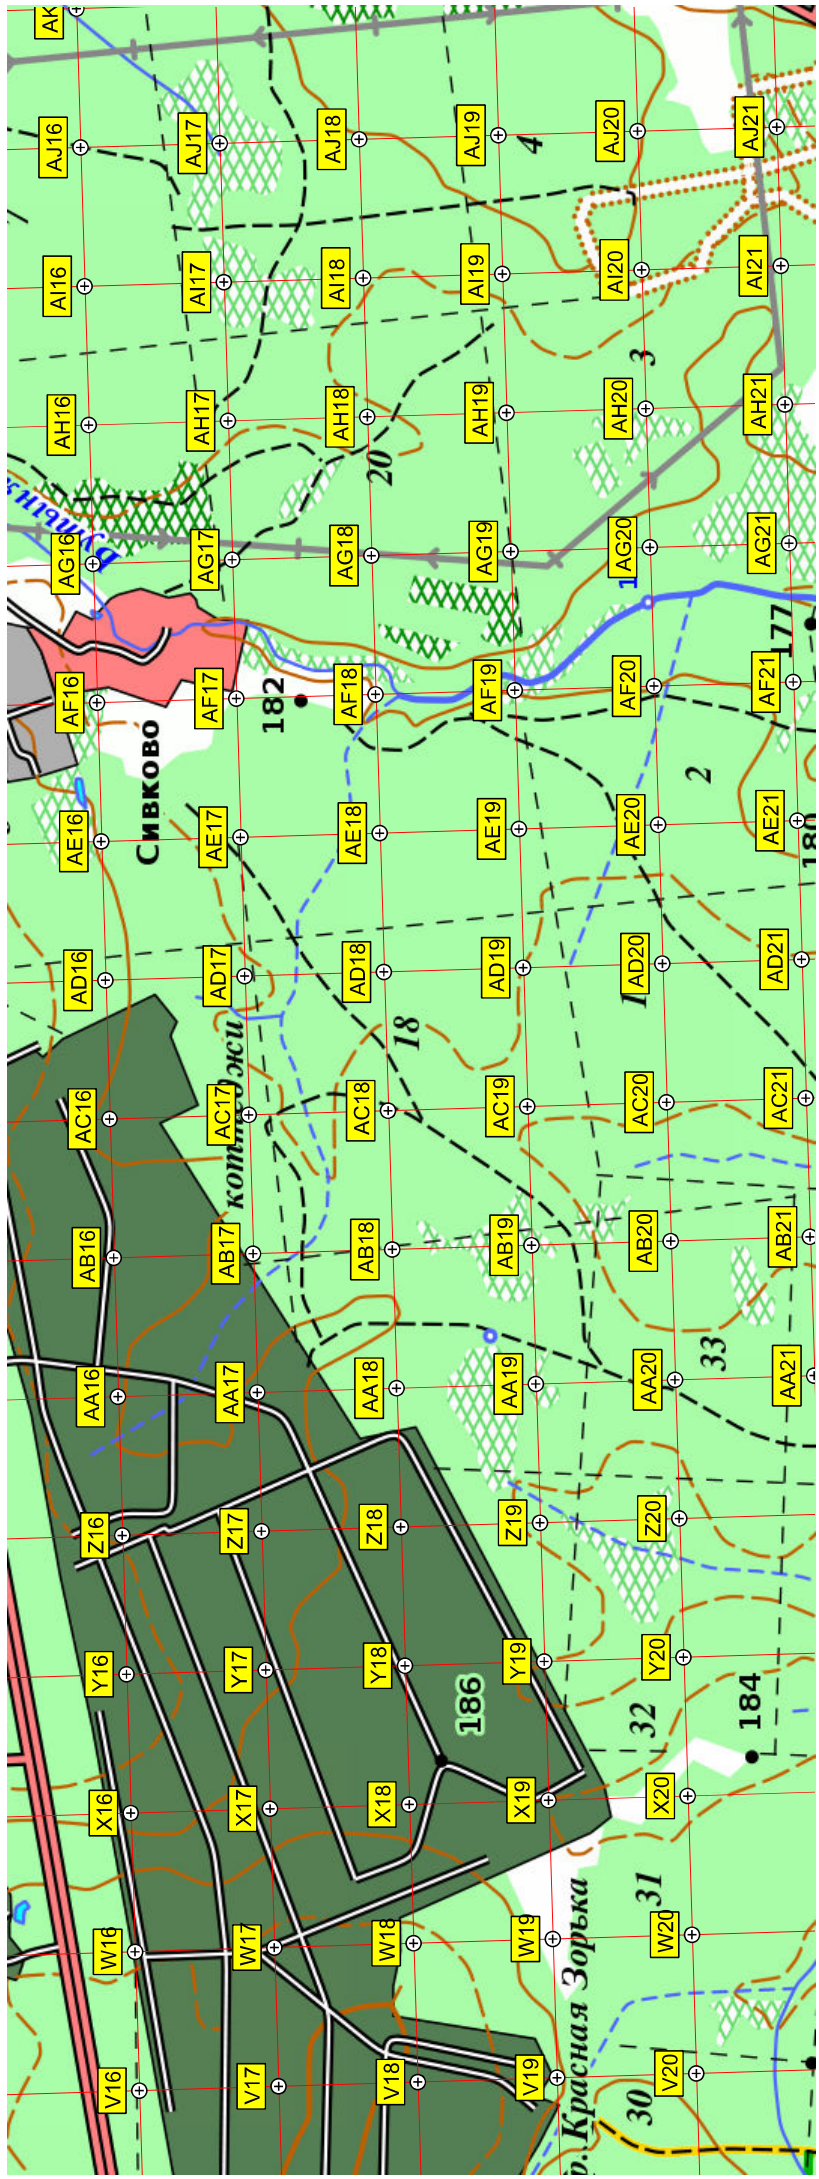 AK
AJ16
AJ17
AJ18
AJ19
AJ20
AJ21
4
AI16
AI17
AI18
AI19
AI20
AI21
3
AH16
AH17
AH18
AH19
AH20
AH21
20
AG16
AG17
AG18
AG19
AG20
AG21
1
177
AF16
AF17
AF18
AF19
AF20
AF21
182
Сивково
2
AE16
AE17
AE18
AE19
AE20
AE21
180
AD16
AD17
AD18
AD19
AD20
AD21
1
18
коттеджи
AC16
AC17
AC18
AC19
AC20
AC21
AB16
AB17
AB18
AB19
AB20
AB21
33
AA16
AA17
AA18
AA19
AA20
AA21
Z16
Z17
Z18
Z19
Z20
Y16
Y17
Y18
Y19
Y20
186
32
184
X16
X17
X18
X19
X20
31
W16
W17
W18
W19
W20
р. Красная Зорька
V16
V17
V18
V19
V20
30